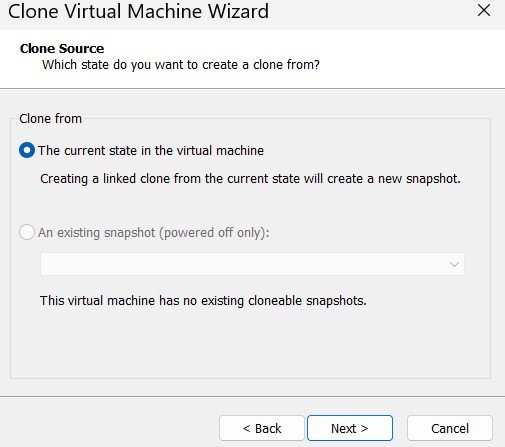 Clone Virtual Machine Wizard
Clone Source
Which state do you want to create a clone from?
Clone from
The current state in the virtual machine
Creating a linked clone from the current state will create a new snapshot.
An existing snapshot (powered off only):
This virtual machine has no existing cloneable snapshots.
< Back Next > Cancel